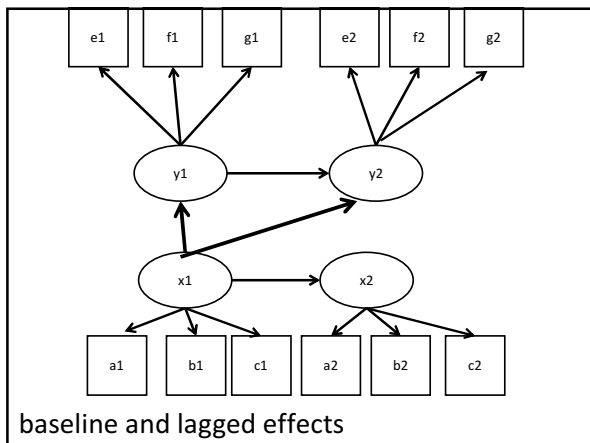 e1 f1 g1 e2 f2 g2
y1 y2
x1 x2
a1 b1 c1 a2 b2 c2
baseline and lagged effects